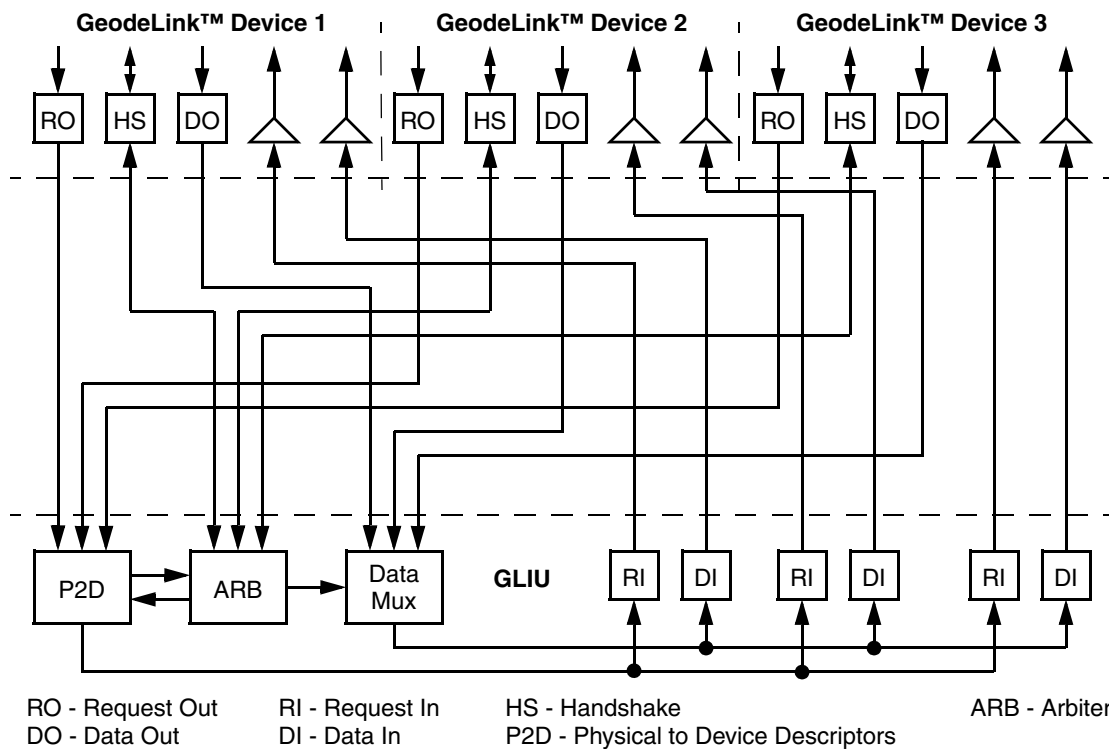 GeodeLink™ Device 1 GeodeLink™ Device 2 GeodeLink™ Device 3
RO HS DO RO HS DO RO HS DO
P2D ARB Data Mux GLIU RI DI RI DI RI DI
RO - Request Out RI - Request In HS - Handshake ARB - Arbiter
DO - Data Out DI - Data In P2D - Physical to Device Descriptors